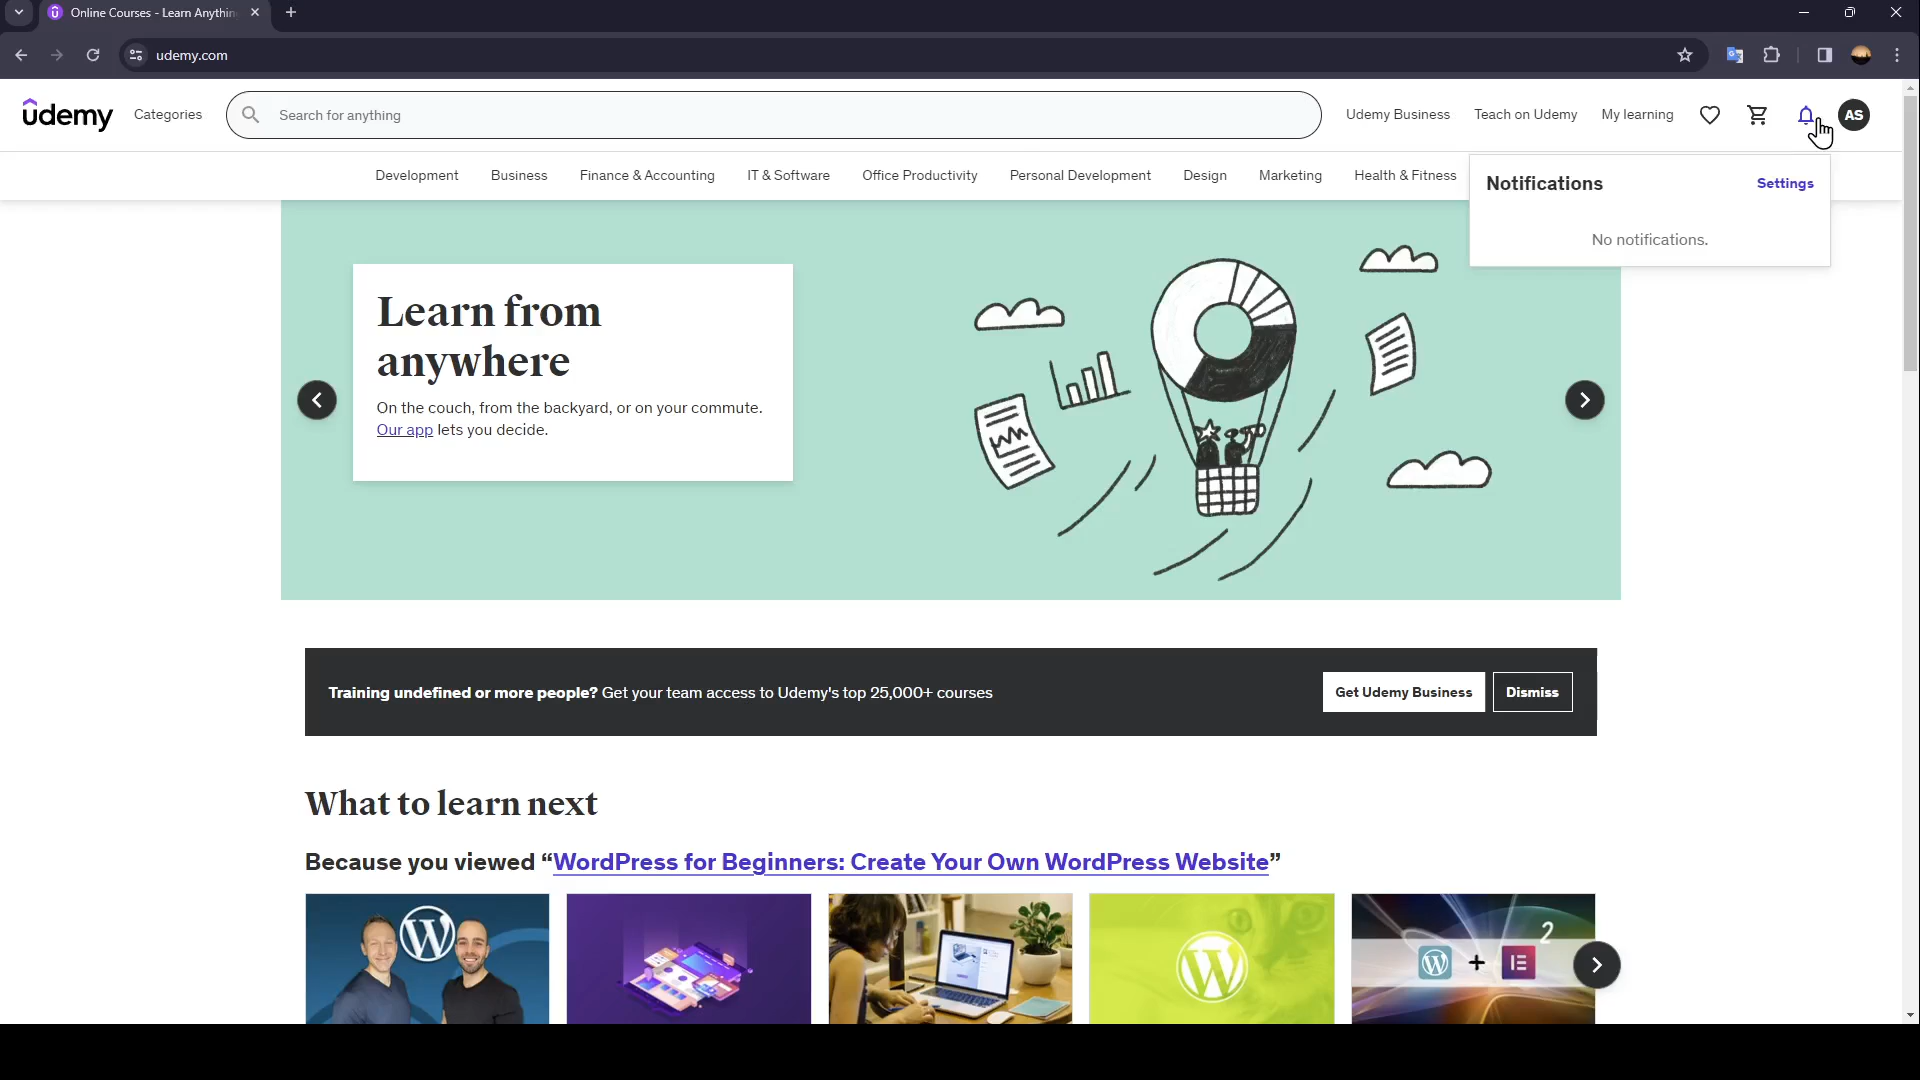 Online Courses - Learn Anythin
udemy.com
udemy
Categories
Search for anything
Udemy Business
Teach on Udemy
My learning
AS
Development
Business
Finance & Accounting
IT & Software
Office Productivity
Personal Development
Design
Marketing
Health & Fitness
Notifications
Settings
No notifications.
Learn from
anywhere
On the couch, from the backyard, or on your commute.
Our app lets you decide.
Training undefined or more people? Get your team access to Udemy's top 25,000+ courses
Get Udemy Business
Dismiss
What to learn next
Because you viewed “WordPress for Beginners: Create Your Own WordPress Website”
2
+